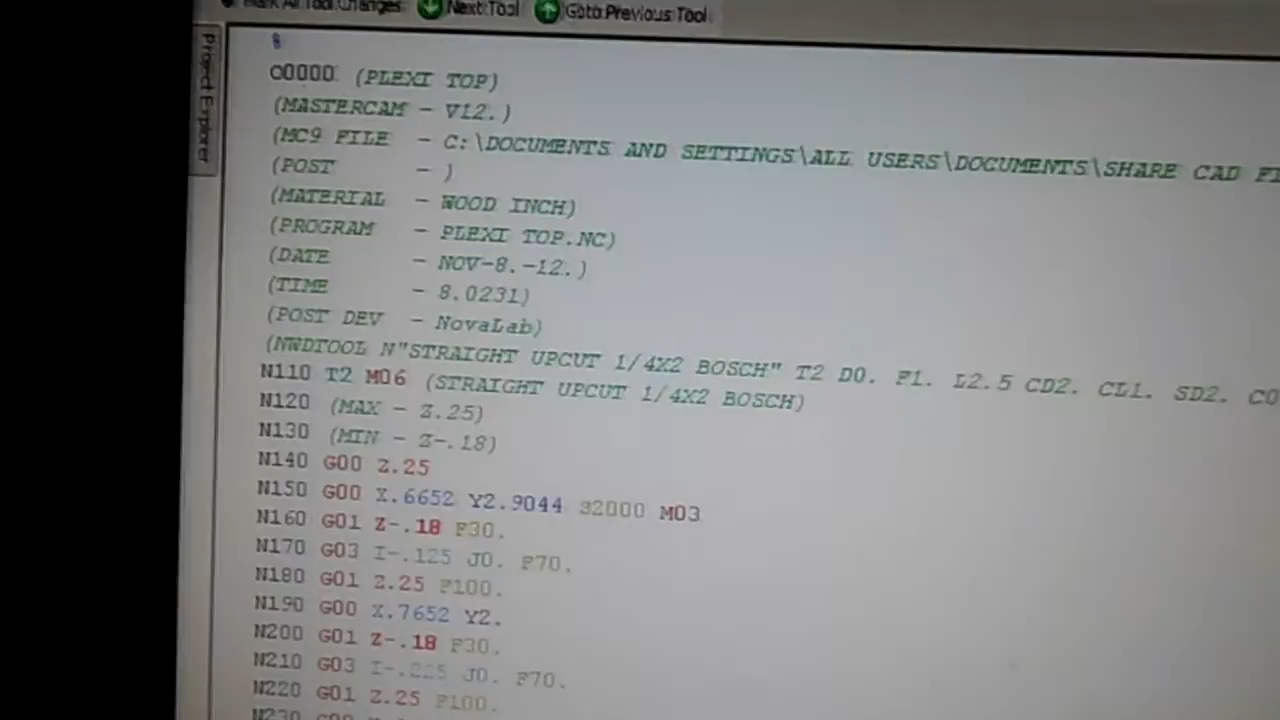 Mark All Tool Changes Next Tool Goto Previous Tool
Project Explorer
%
O0000 (PLEXI TOP)
(MASTERCAM - V12.)
(MC9 FILE - C:\DOCUMENTS AND SETTINGS\ALL USERS\DOCUMENTS\SHARE CAD
(POST - )
(MATERIAL - WOOD INCH)
(PROGRAM - PLEXI TOP.NC)
(DATE - NOV-8.-12.)
(TIME - 8.0231)
(POST DEV - NovaLab)
(NWDTOOL N"STRAIGHT UPCUT 1/4X2 BOSCH" T2 D0. F1. L2.5 CD2. CL1. SD2. C0
N110 T2 M06 (STRAIGHT UPCUT 1/4X2 BOSCH)
N120 (MAX - Z.25)
N130 (MIN - Z-.18)
N140 G00 Z.25
N150 G00 X.6652 Y2.9044 S2000 M03
N160 G01 Z-.18 F30.
N170 G03 I-.125 J0. F70.
N180 G01 Z.25 F100.
N190 G00 X.7652 Y2.
N200 G01 Z-.18 F30.
N210 G03 I-.225 J0. F70.
N220 G01 Z.25 F100.
N230 G00